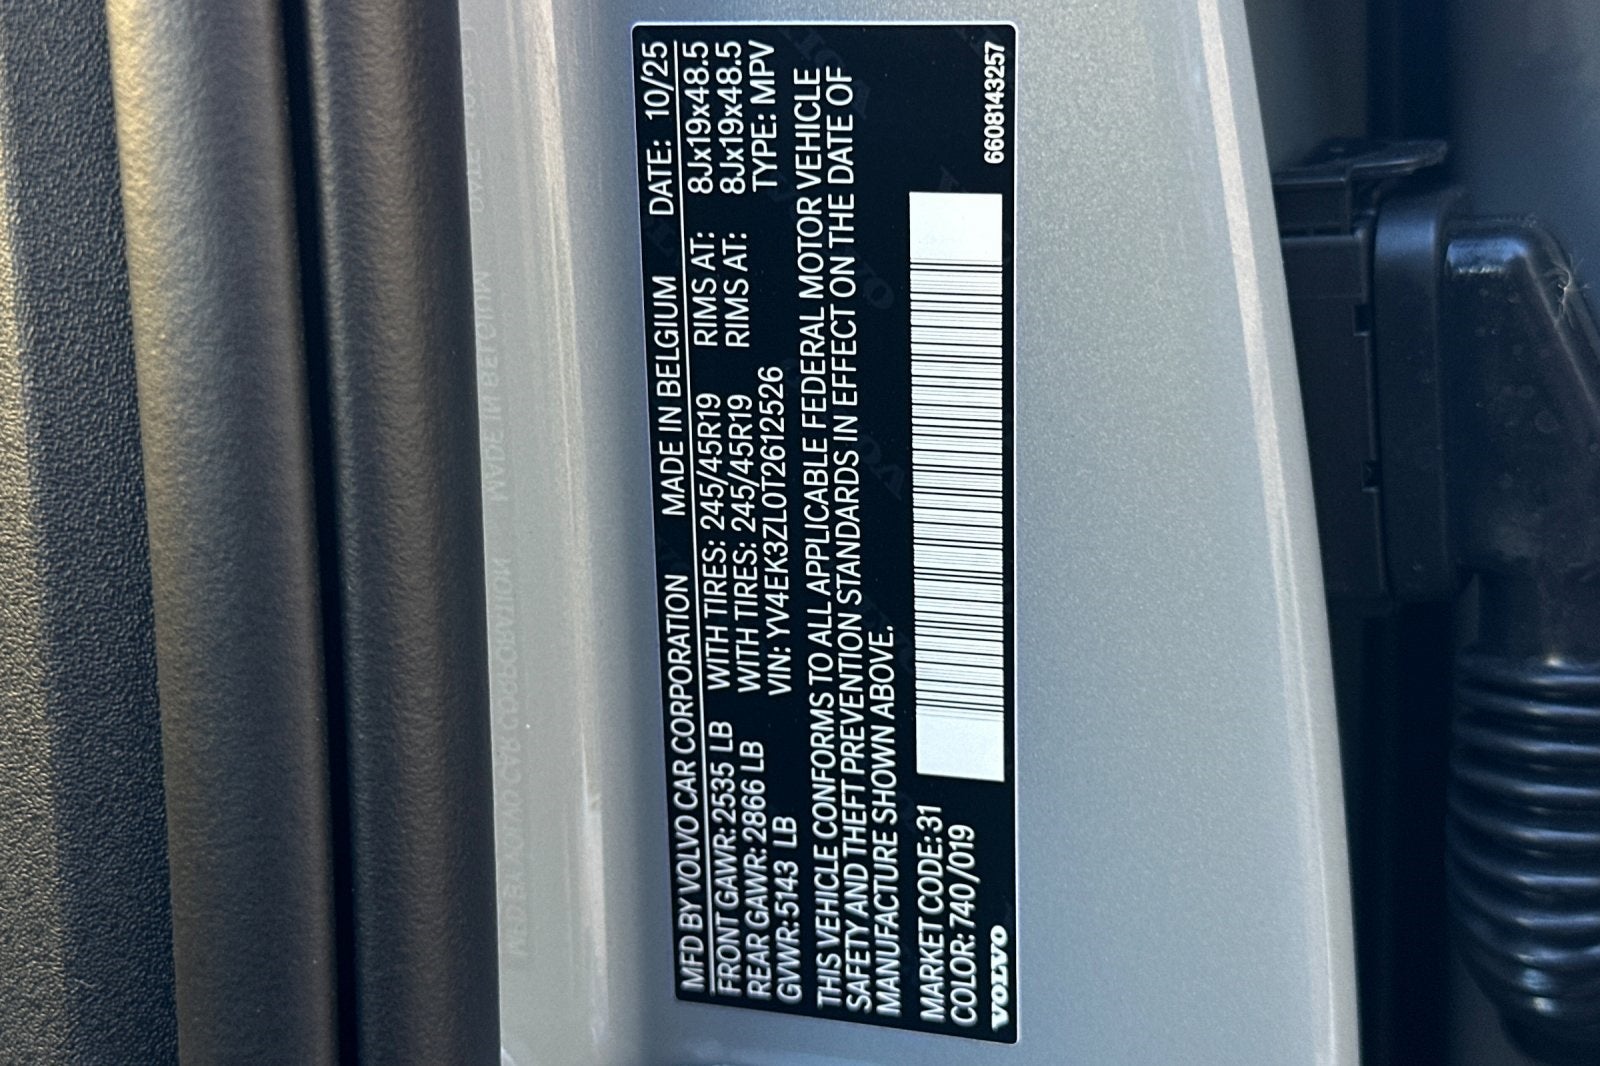 MFD BY VOLVO CAR CORPORATION MADE IN BELGIUM DATE: 10/25
FRONT GAWR: 2535 LB WITH TIRES: 245/45R19 RIMS AT: 8Jx19x48.5
REAR GAWR: 2866 LB WITH TIRES: 245/45R19 RIMS AT: 8Jx19x48.5
GVWR: 5143 LB VIN: YV4EK3ZL0T2612526 TYPE: MPV
THIS VEHICLE CONFORMS TO ALL APPLICABLE FEDERAL MOTOR VEHICLE
SAFETY AND THEFT PREVENTION STANDARDS IN EFFECT ON THE DATE OF
MANUFACTURE SHOWN ABOVE.
MARKET CODE: 31
COLOR: 740/019
VOLVO
6608143257